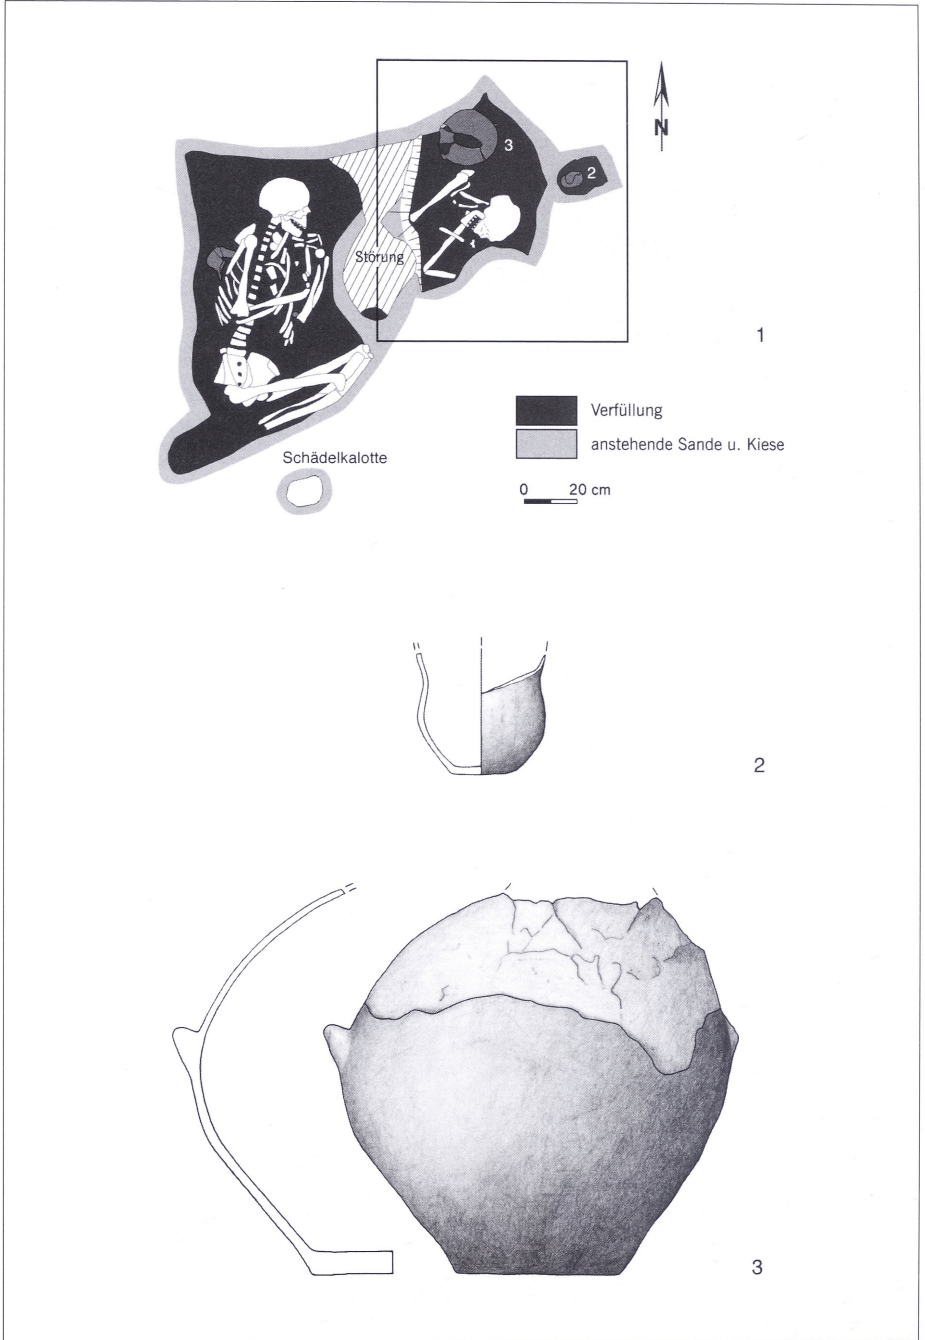 N
3
2
Störung
1
Verfüllung
anstehende Sande u. Kiese
Schädelkalotte
0 20 cm
2
3